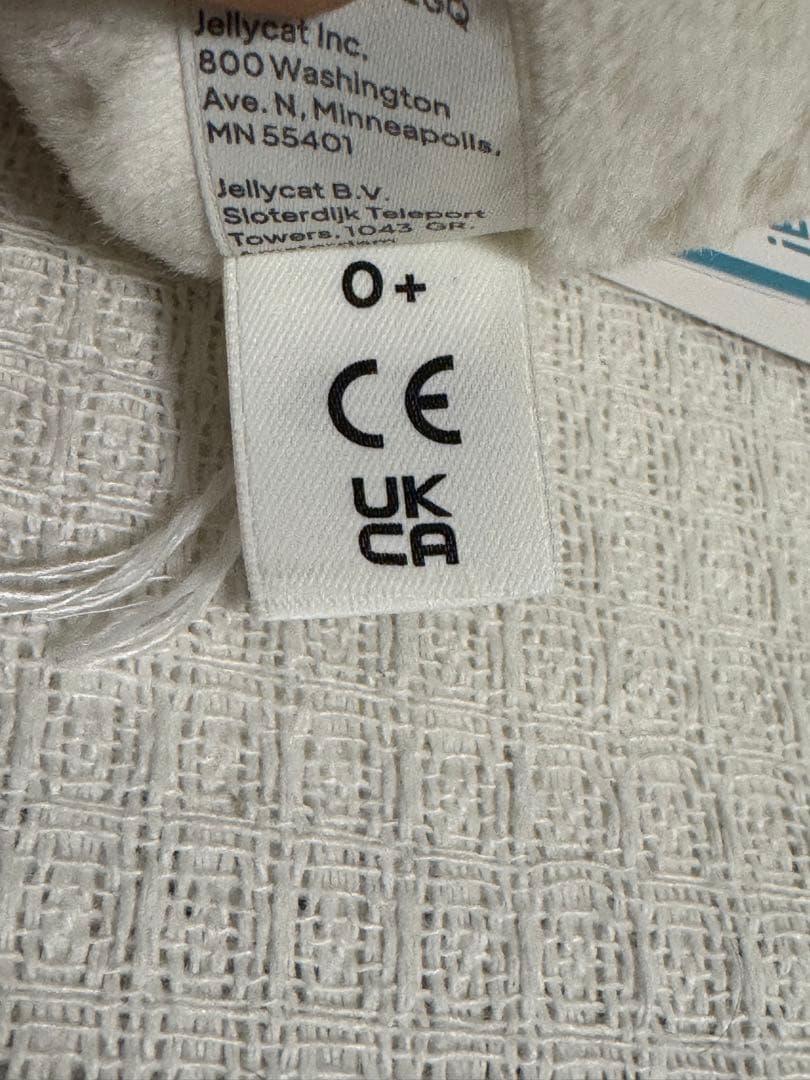 Jellycat Inc.
800 Washington
Ave. N, Minneapolis,
MN 55401
Jellycat B.V.
Sloterdijk Teleport
Towers, 1043 GR,
0+
CE
UK
CA